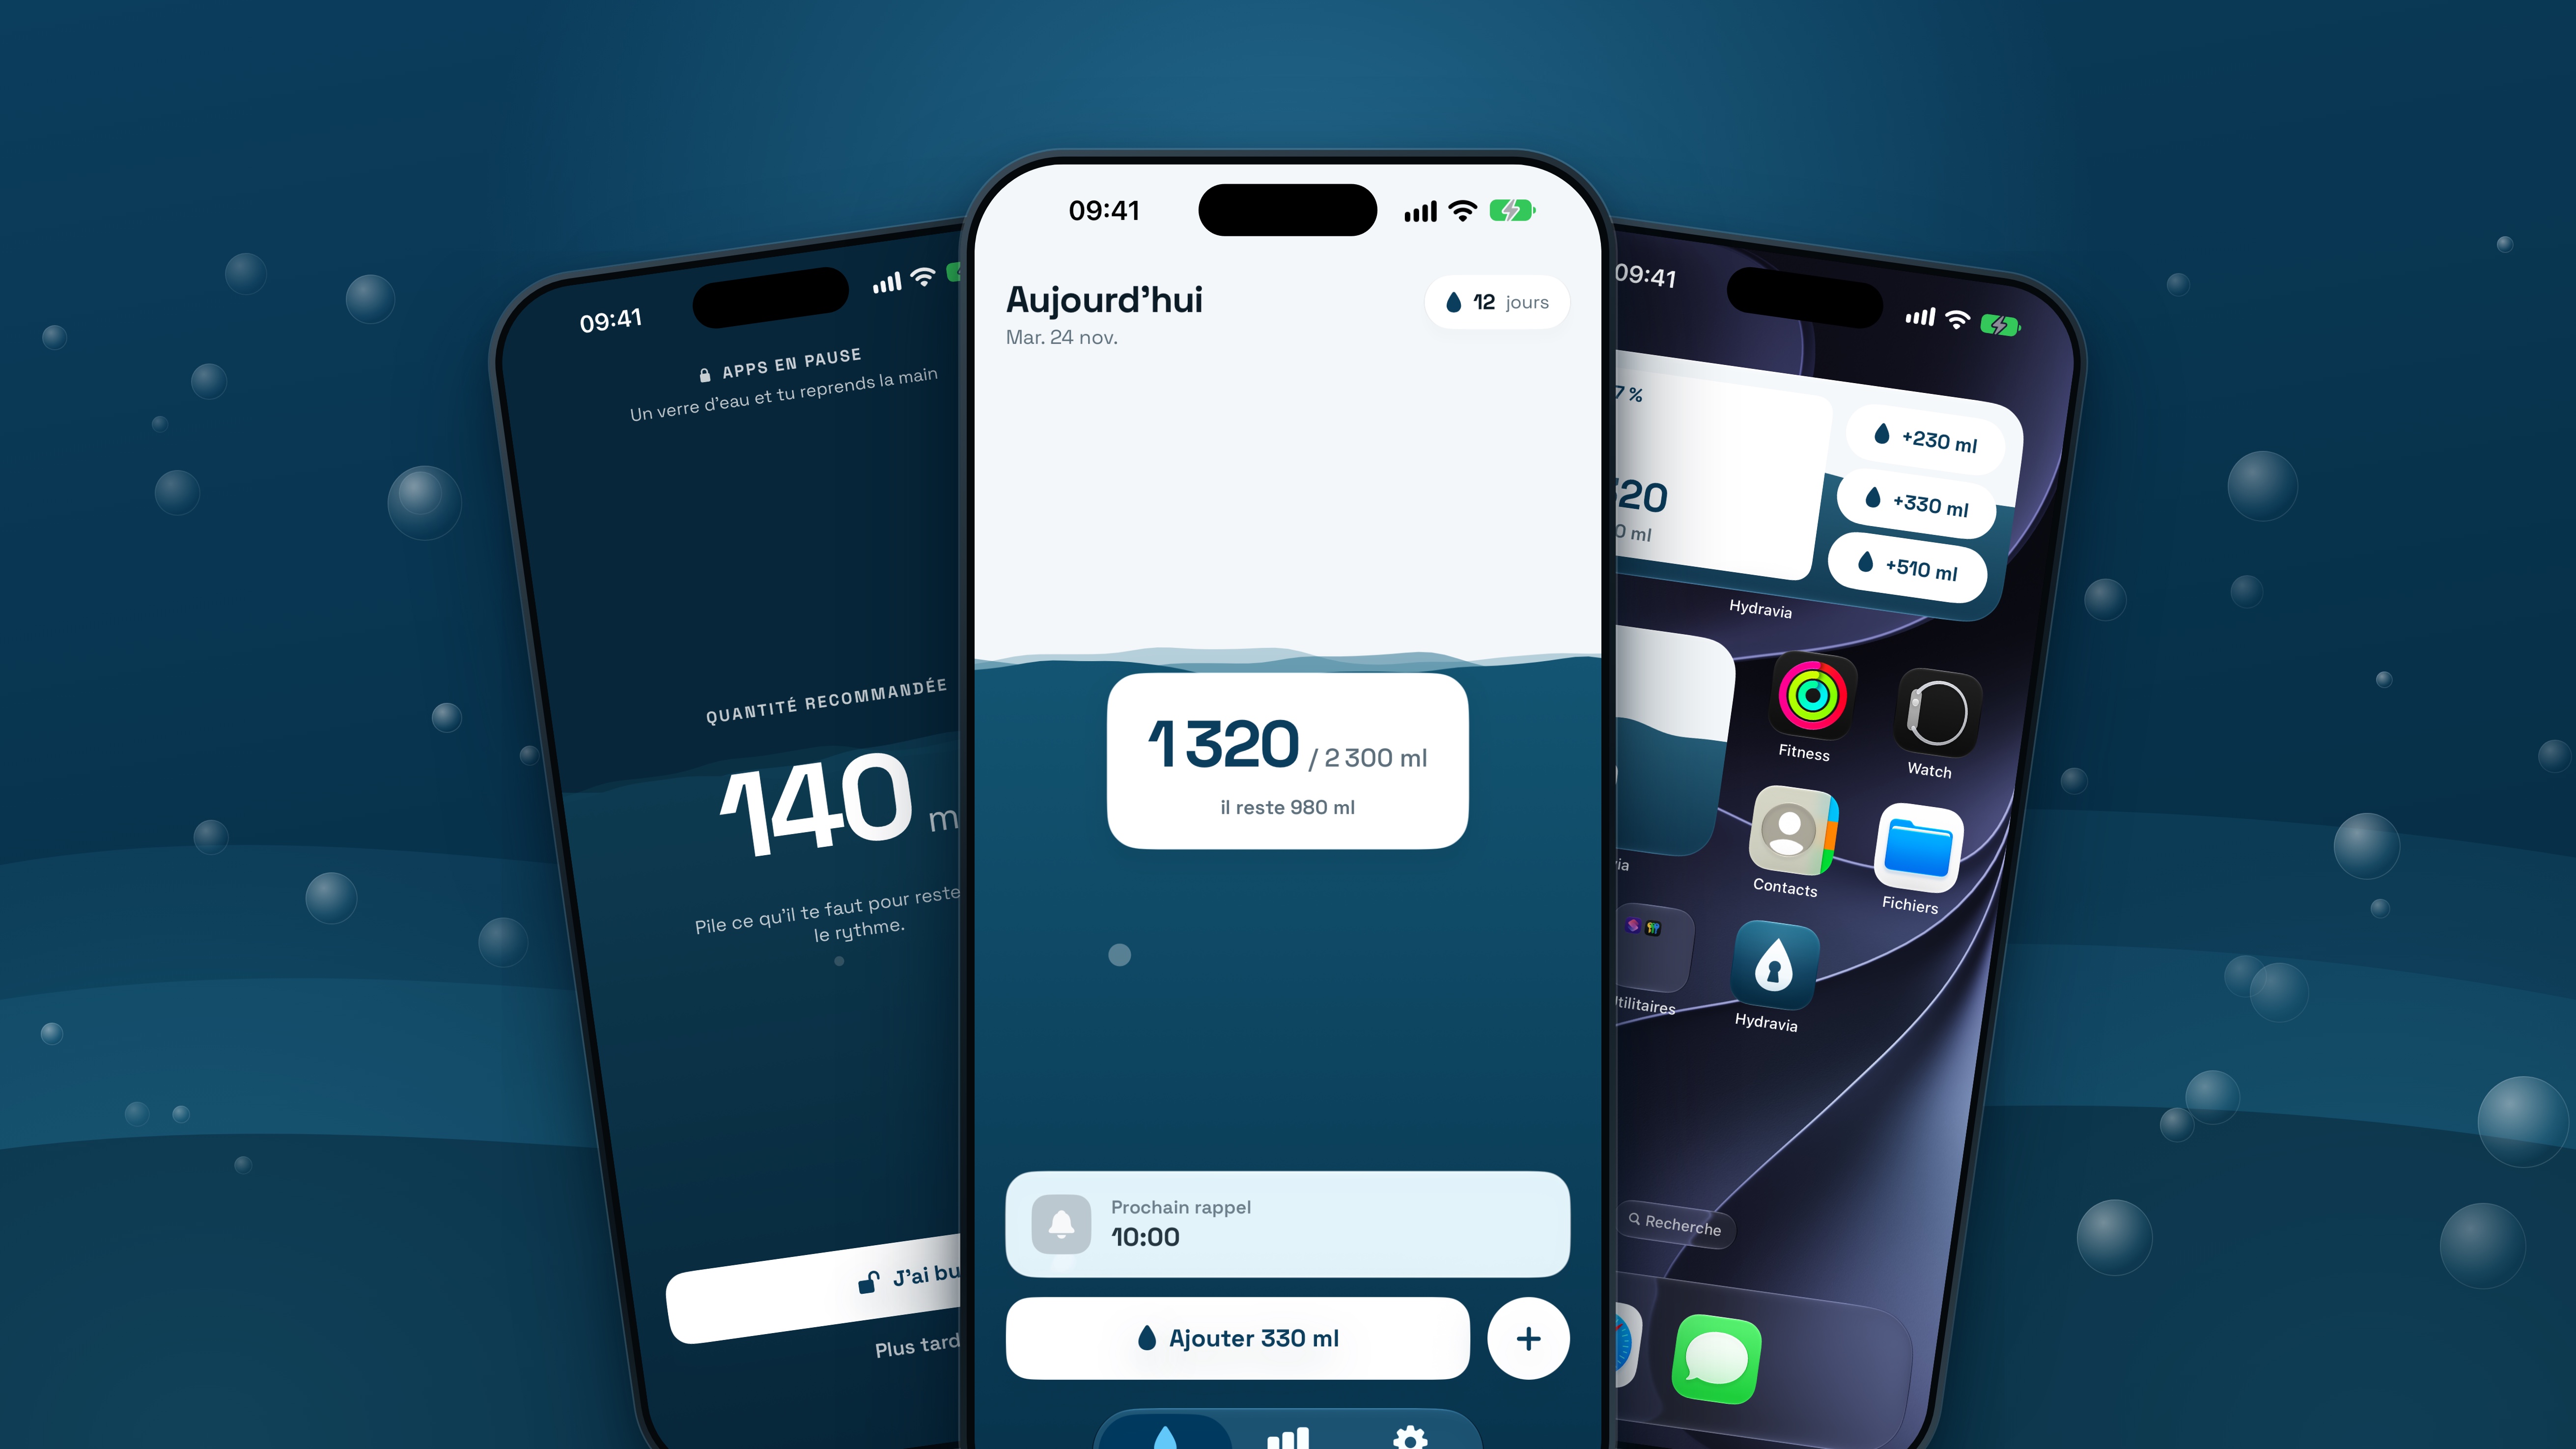 09:41
APPS EN PAUSE
Un verre d'eau et tu reprends la main
QUANTITÉ RECOMMANDÉE
140
Pile ce qu'il te faut pour
le rythme.
J'ai bu
Plus tard
09:41
Aujourd'hui
12 jours
Mar. 24 nov.
1 320 / 2 300 ml
il reste 980 ml
Prochain rappel
10:00
Ajouter 330 ml
09:41
+230 ml
+330 ml
+510 ml
ml
Hydravia
Fitness
Watch
Contacts
Fichiers
Hydravia
Recherche